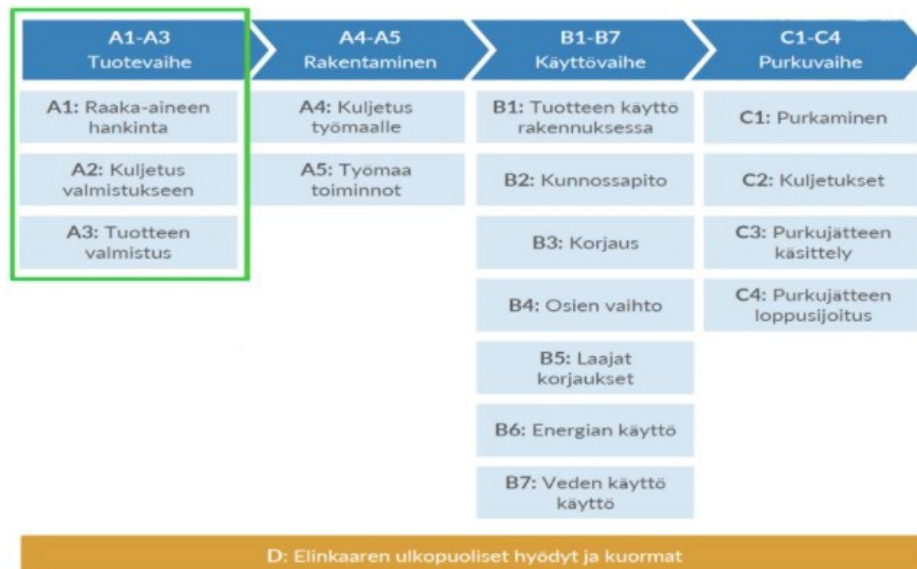 A1-A3
Tuotevaihe
A1: Raaka-aineen
hankinta
A2: Kuljetus
valmistukseen
A3: Tuotteen
valmistus
A4-A5
Rakentaminen
A4: Kuljetus
työmaalle
A5: Työmaa
toiminnot
B1-B7
Käyttövaihe
B1: Tuotteen käyttö
rakennuksessa
B2: Kunnossapito
B3: Korjaus
B4: Osien vaihto
B5: Laajat
korjaukset
B6: Energian käyttö
B7: Veden käyttö
käyttö
C1-C4
Purkuvaihe
C1: Purkaminen
C2: Kuljetukset
C3: Purkujätteen
käsittely
C4: Purkujätteen
loppusijoitus
D: Elinkaaren ulkopuoliset hyödyt ja kuormat